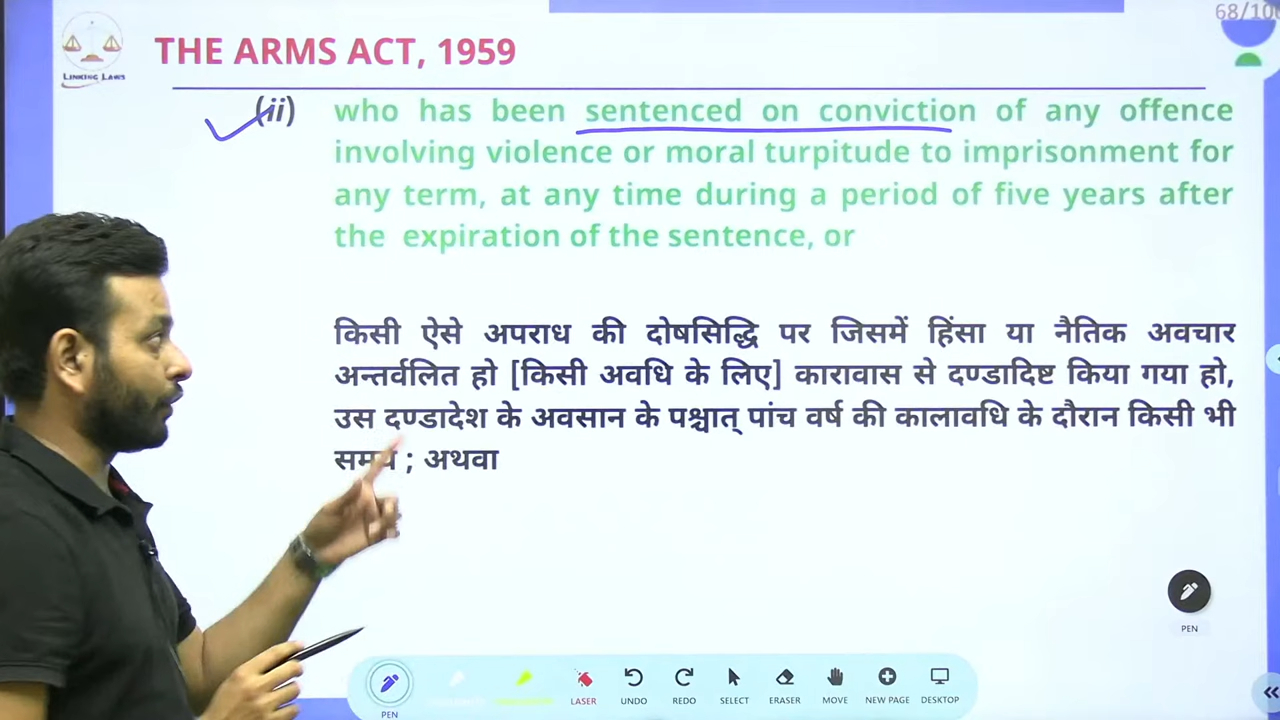 68/10
THE ARMS ACT, 1959
LINKING LAWS
(ii) who has been sentenced on conviction of any offence
involving violence or moral turpitude to imprisonment for
any term, at any time during a period of five years after
the expiration of the sentence, or
किसी ऐसे अपराध की दोषसिद्धि पर जिसमें हिंसा या नैतिक अवचार
अन्तर्वलित हो [किसी अवधि के लिए] कारावास से दण्डादिष्ट किया गया हो,
उस दण्डादेश के अवसान के पश्चात् पांच वर्ष की कालावधि के दौरान किसी भी
समय ; अथवा
PEN
PEN
LASER
UNDO
REDO
SELECT
ERASER
MOVE
NEW PAGE
DESKTOP